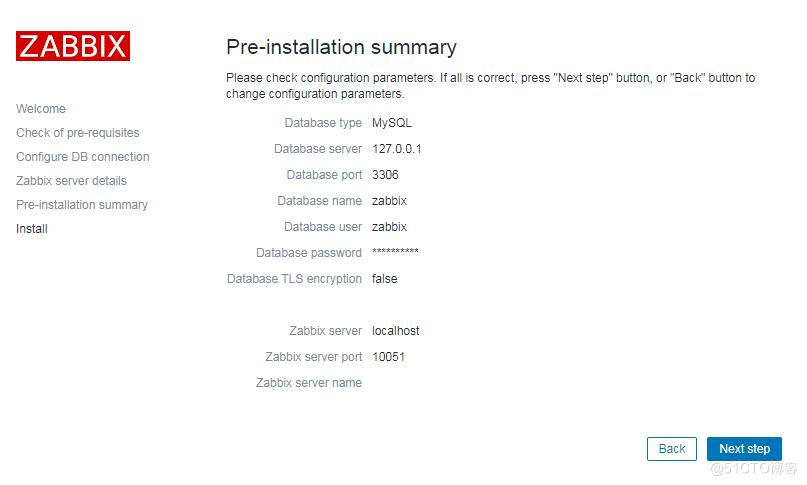 ZABBIX
Welcome
Check of pre-requisites
Configure DB connection
Zabbix server details
Pre-installation summary
Install
Pre-installation summary
Please check configuration parameters. If all is correct, press "Next step" button, or "Back" button to
change configuration parameters.
Database type MySQL
Database server 127.0.0.1
Database port 3306
Database name zabbix
Database user zabbix
Database password **********
Database TLS encryption false
Zabbix server localhost
Zabbix server port 10051
Zabbix server name
Back Next step
@51CTO博客